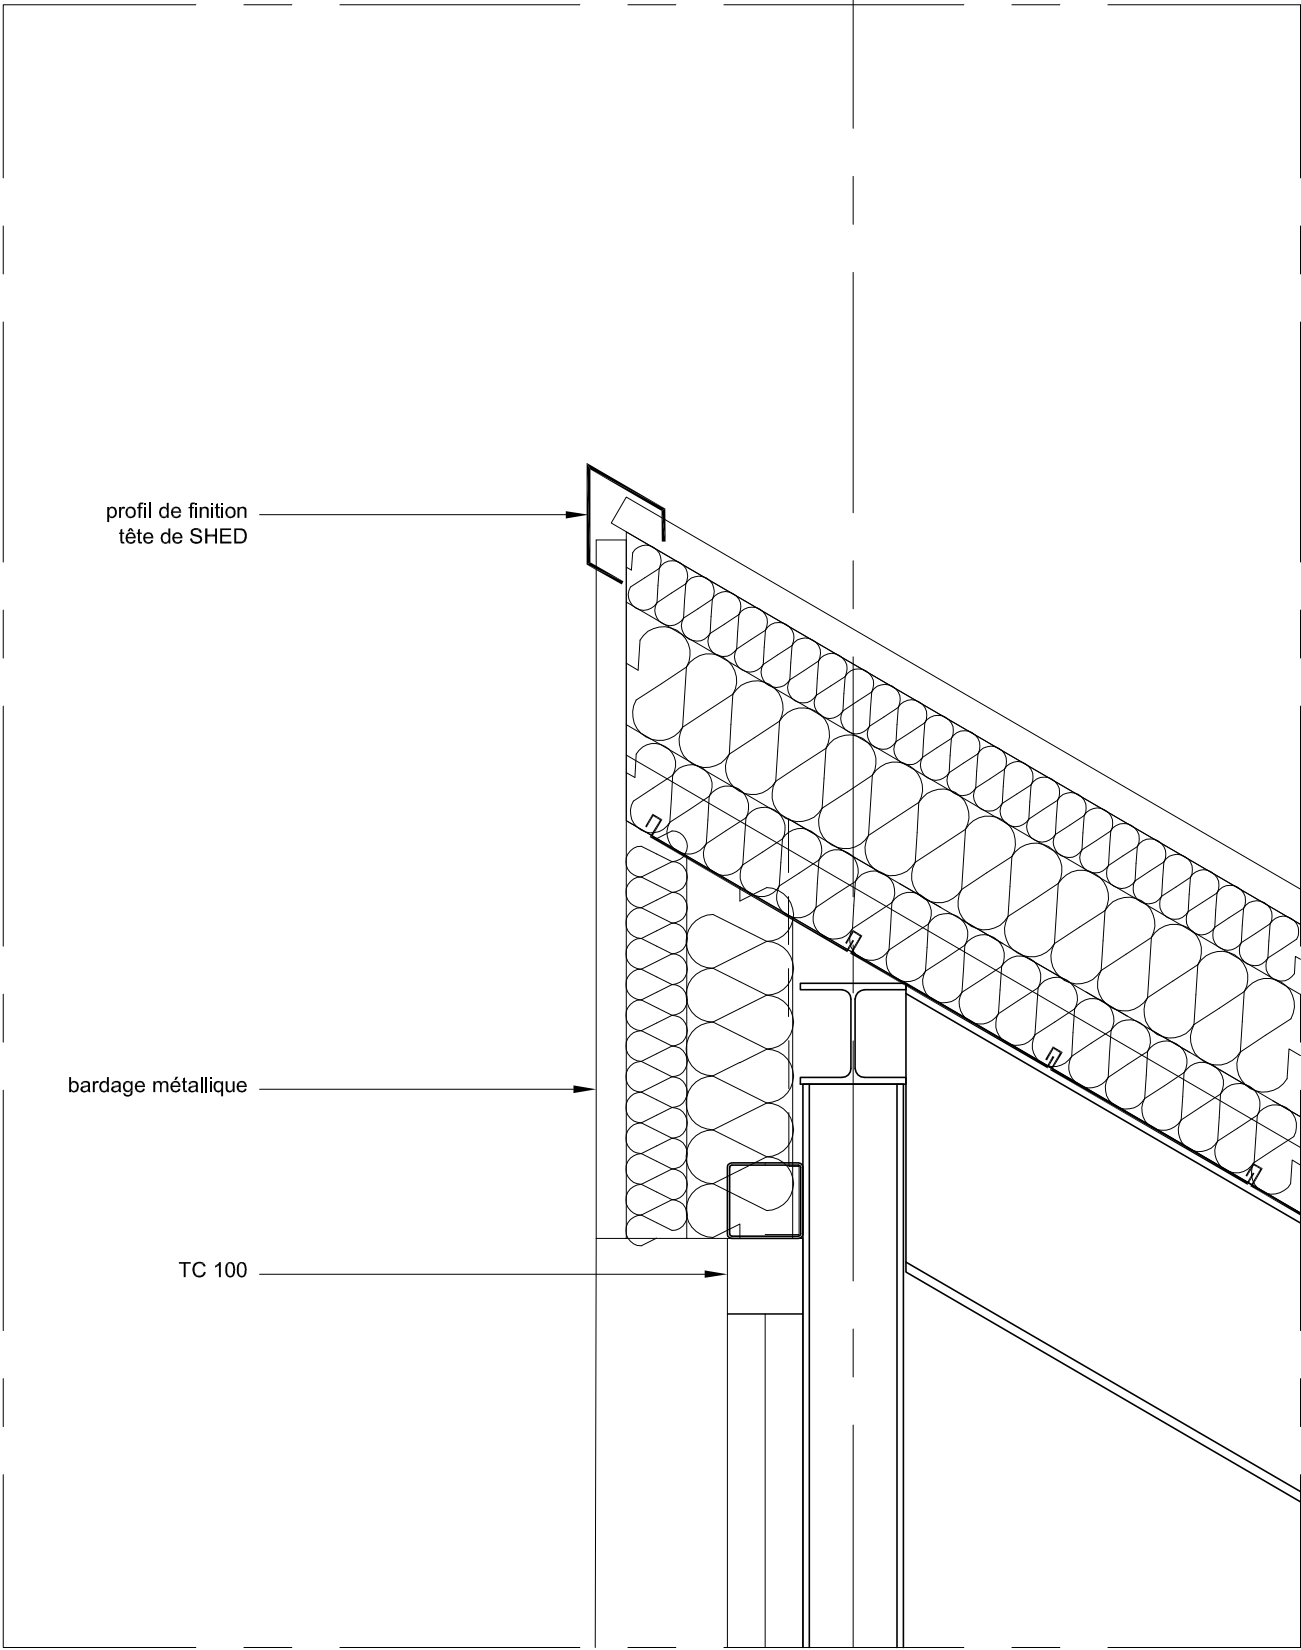 profil de finition
tête de SHED
bardage métallique
TC 100